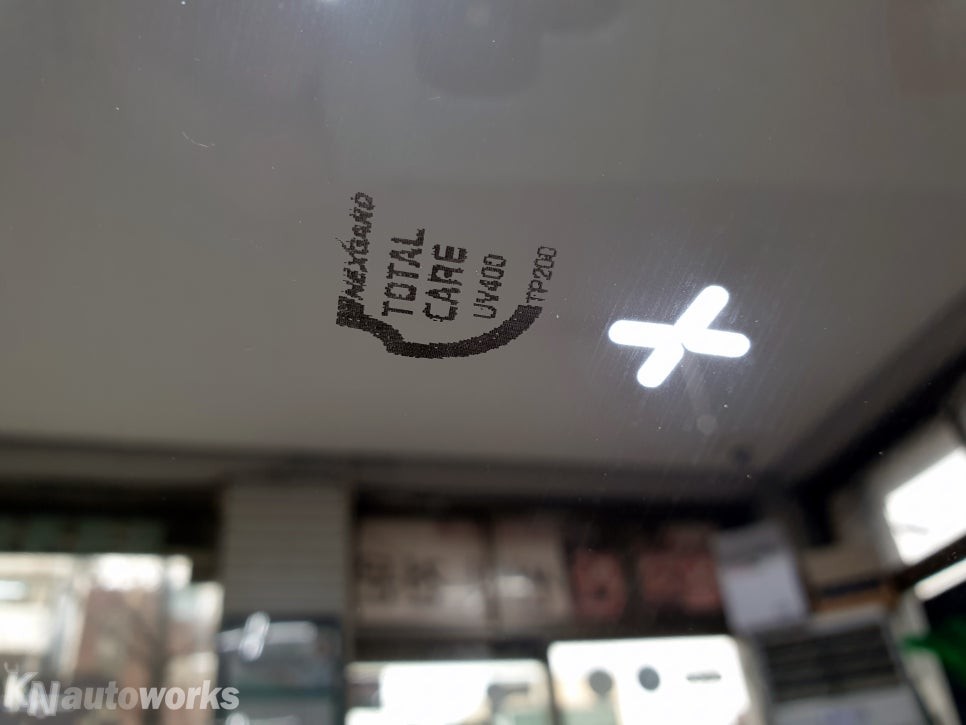 NEXGARD
TOTAL
CARE
UV400
TP200
KNautoworks